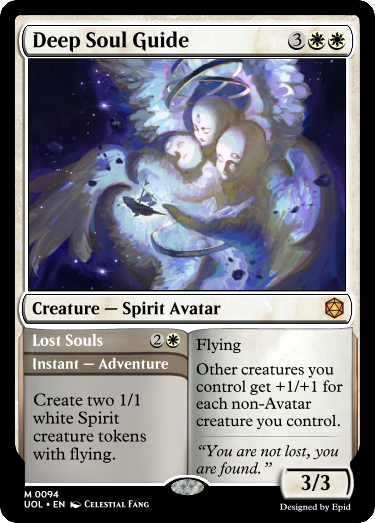 Deep Soul Guide 3
Creature — Spirit Avatar
Lost Souls 2
Instant — Adventure
Create two 1/1
white Spirit
creature tokens
with flying.
Flying
Other creatures you
control get +1/+1 for
each non-Avatar
creature you control.
“You are not lost, you
are found.”
3/3
M 0094
UOL • EN Celestial Fang
Designed by Epid